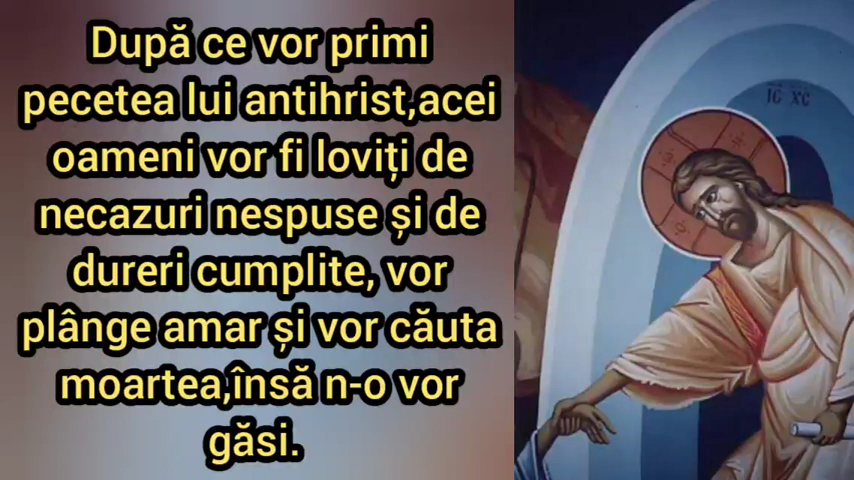 După ce vor primi
pecetea lui antihrist,acei
oameni vor fi loviți de
necazuri nespuse și de
dureri cumplite, vor
plânge amar și vor căuta
moartea,însă n-o vor
găsi.
IC XC